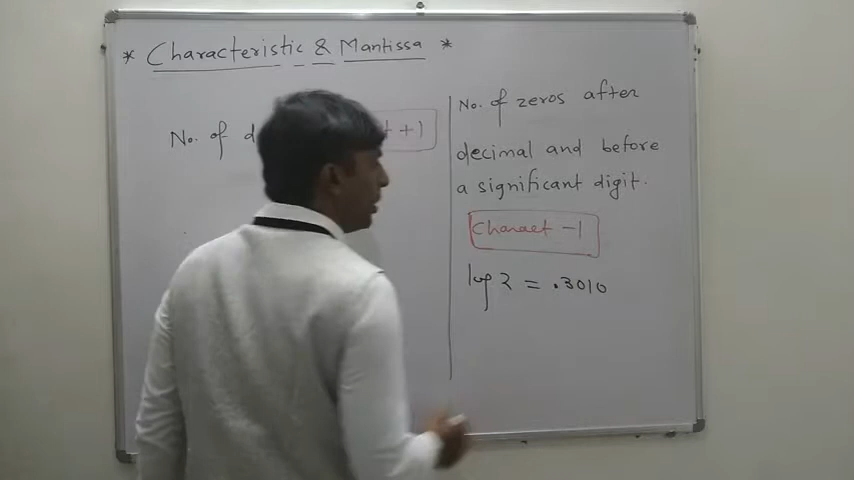 * Characteristic & Mantissa *
No. of
+1
No. of zeros after
decimal and before
a significant digit.
Charact -1
log 2 = .3010